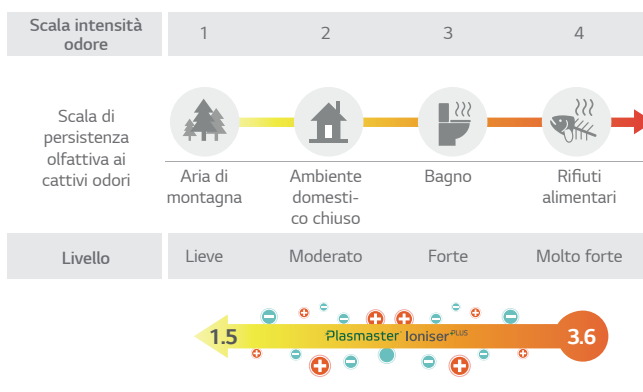 Scala intensità
odore
1
2
3
4
Scala di
persistenza
olfattiva ai
cattivi odori
Aria di
montagna
Ambiente
domesti-
co chiuso
Bagno
Rifiuti
alimentari
Livello
Lieve
Moderato
Forte
Molto forte
1.5
Plasmaster Ioniser PLUS
3.6